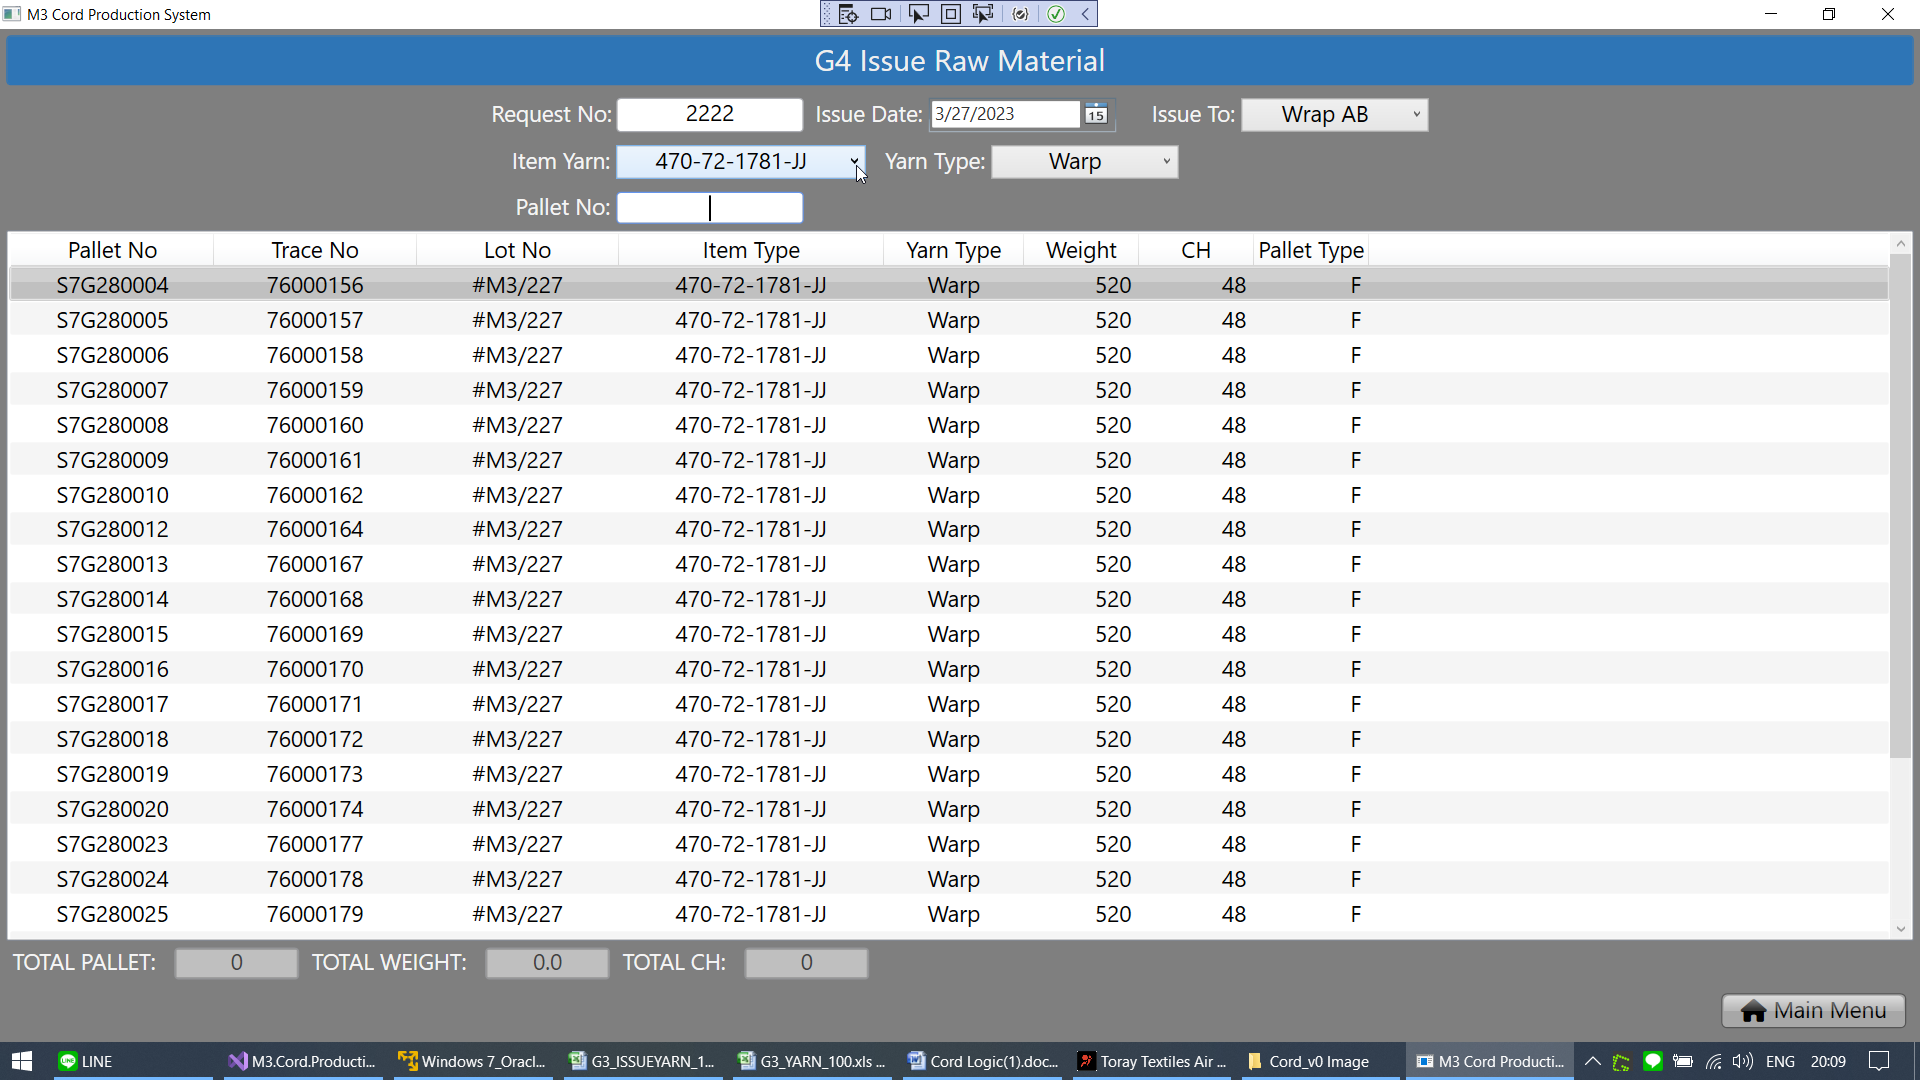 M3 Cord Production System
G4 Issue Raw Material
Request No: 2222 Issue Date: 3/27/2023 15 Issue To: Wrap AB
Item Yarn: 470-72-1781-JJ Yarn Type: Warp
Pallet No:
Pallet No Trace No Lot No Item Type Yarn Type Weight CH Pallet Type
S7G280004 76000156 #M3/227 470-72-1781-JJ Warp 520 48 F
S7G280005 76000157 #M3/227 470-72-1781-JJ Warp 520 48 F
S7G280006 76000158 #M3/227 470-72-1781-JJ Warp 520 48 F
S7G280007 76000159 #M3/227 470-72-1781-JJ Warp 520 48 F
S7G280008 76000160 #M3/227 470-72-1781-JJ Warp 520 48 F
S7G280009 76000161 #M3/227 470-72-1781-JJ Warp 520 48 F
S7G280010 76000162 #M3/227 470-72-1781-JJ Warp 520 48 F
S7G280012 76000164 #M3/227 470-72-1781-JJ Warp 520 48 F
S7G280013 76000167 #M3/227 470-72-1781-JJ Warp 520 48 F
S7G280014 76000168 #M3/227 470-72-1781-JJ Warp 520 48 F
S7G280015 76000169 #M3/227 470-72-1781-JJ Warp 520 48 F
S7G280016 76000170 #M3/227 470-72-1781-JJ Warp 520 48 F
S7G280017 76000171 #M3/227 470-72-1781-JJ Warp 520 48 F
S7G280018 76000172 #M3/227 470-72-1781-JJ Warp 520 48 F
S7G280019 76000173 #M3/227 470-72-1781-JJ Warp 520 48 F
S7G280020 76000174 #M3/227 470-72-1781-JJ Warp 520 48 F
S7G280023 76000177 #M3/227 470-72-1781-JJ Warp 520 48 F
S7G280024 76000178 #M3/227 470-72-1781-JJ Warp 520 48 F
S7G280025 76000179 #M3/227 470-72-1781-JJ Warp 520 48 F
TOTAL PALLET: 0 TOTAL WEIGHT: 0.0 TOTAL CH: 0
Main Menu
LINE M3.Cord.Producti... Windows 7_Oracl... G3_ISSUEYARN_1... G3_YARN_100.xls ... Cord Logic(1).doc... Toray Textiles Air ... Cord_v0 Image M3 Cord Producti... ENG 20:09